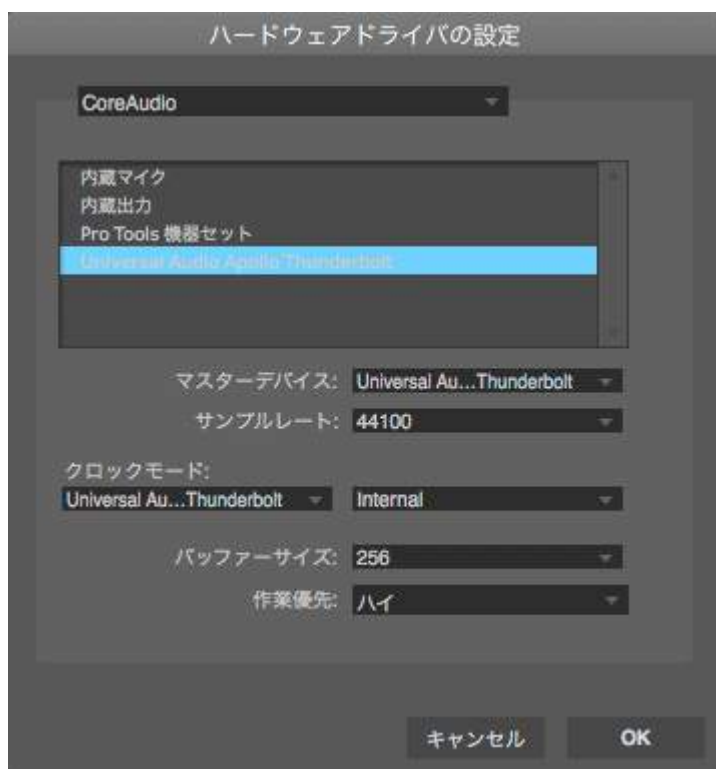 ハードウェアドライバの設定
CoreAudio
内蔵マイク
内蔵出力
Pro Tools 機器セット
Universal Audio Apollo Thunderbolt
マスターデバイス: Universal Au...Thunderbolt
サンプルレート: 44100
クロックモード:
Universal Au...Thunderbolt Internal
バッファーサイズ: 256
作業優先: ハイ
キャンセル OK